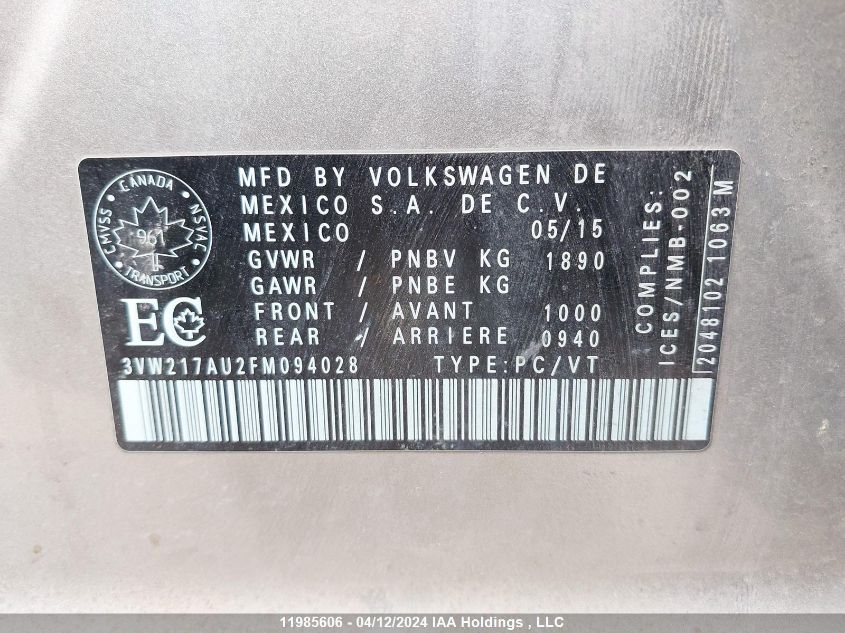 CMVSS CANADA NSVAC
96
TRANSPORT
EC
MFD BY VOLKSWAGEN DE
MEXICO S.A. DE C.V.
MEXICO 05/15
GVWR / PNBV KG 1890
GAWR / PNBE KG
FRONT / AVANT 1000
REAR / ARRIERE 0940
3VW217AU2FM094028 TYPE:PC/VT
COMPLIES:
ICES/NMB-002
2048102 1063 M
11985606 - 04/12/2024 IAA Holdings , LLC